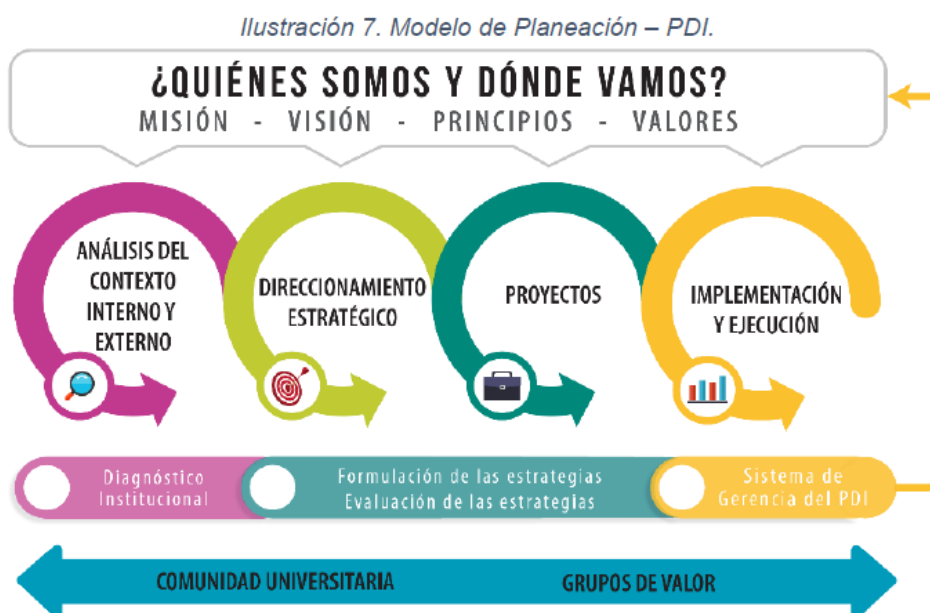 Ilustración 7. Modelo de Planeación – PDI.
¿QUIÉNES SOMOS Y DÓNDE VAMOS?
MISIÓN - VISIÓN - PRINCIPIOS - VALORES
ANÁLISIS DEL
CONTEXTO
INTERNO Y
EXTERNO
DIRECCIONAMIENTO
ESTRATÉGICO
PROYECTOS
IMPLEMENTACIÓN
Y EJECUCIÓN
Diagnóstico
Institucional
Formulación de las estrategias
Evaluación de las estrategias
Sistema de
Gerencia del PDI
COMUNIDAD UNIVERSITARIA
GRUPOS DE VALOR